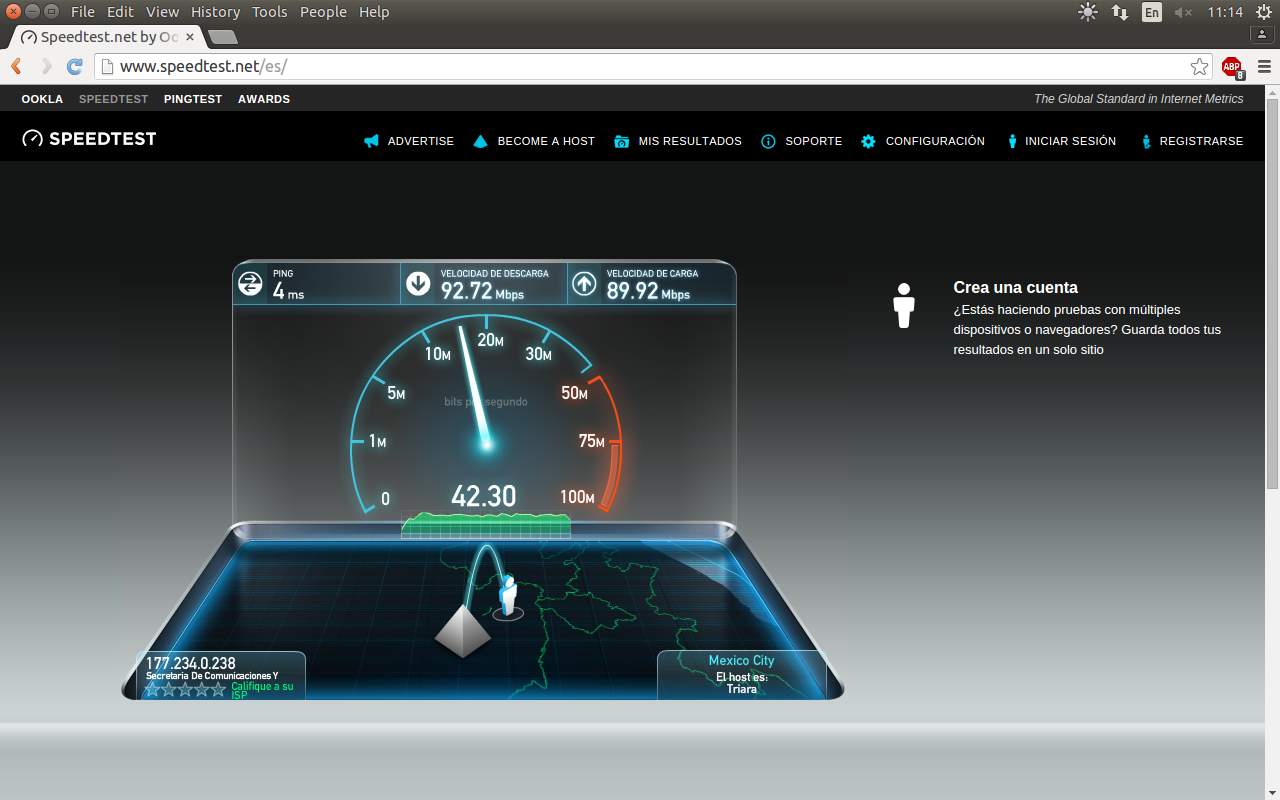 File Edit View History Tools People Help
En 11:14
Speedtest.net by Oo
www.speedtest.net/es/
ABP 8
OOKLA SPEEDTEST PINGTEST AWARDS
The Global Standard in Internet Metrics
SPEEDTEST
ADVERTISE BECOME A HOST MIS RESULTADOS SOPORTE CONFIGURACIÓN INICIAR SESIÓN REGISTRARSE
PING
4 ms
VELOCIDAD DE DESCARGA
92.72 Mbps
VELOCIDAD DE CARGA
89.92 Mbps
Crea una cuenta
¿Estás haciendo pruebas con múltiples
dispositivos o navegadores? Guarda todos tus
resultados en un solo sitio
0
1M
5M
10M
20M
30M
50M
75M
100M
bits por segundo
42.30
177.234.0.238
Secretaria De Comunicaciones Y
Califique a su
ISP
Mexico City
El host es:
Triara